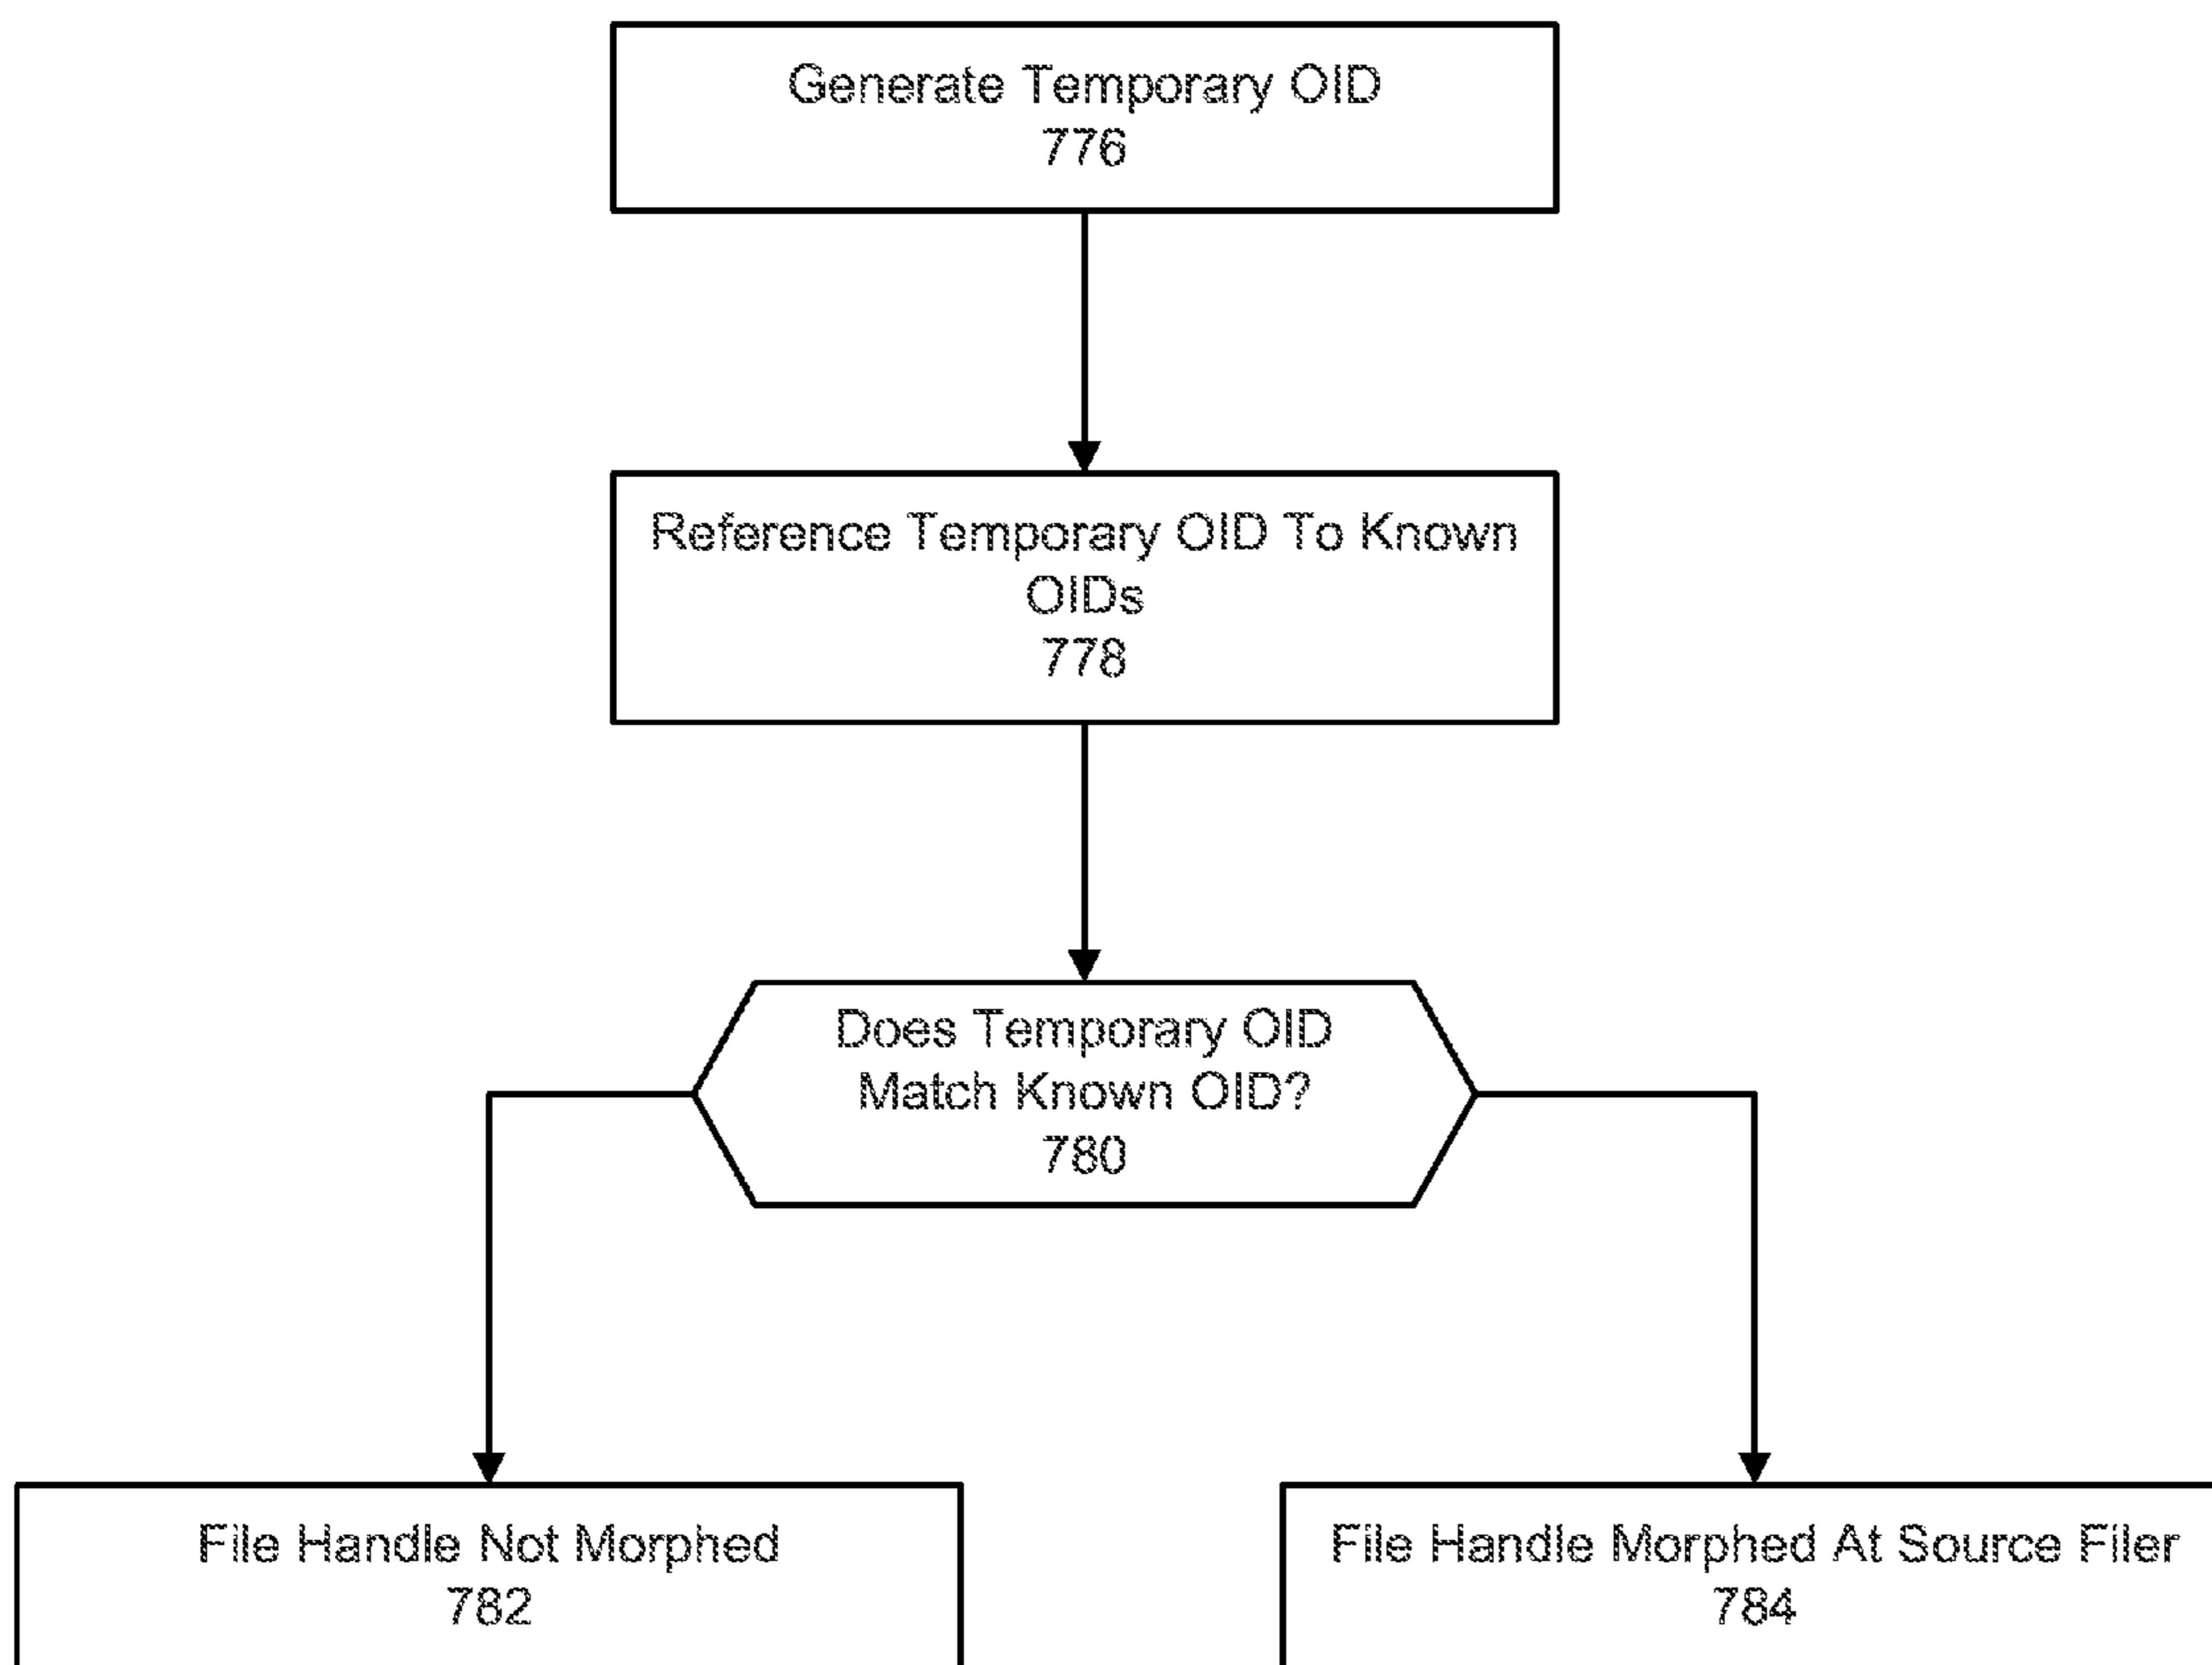 Generate Temporary OID
776
Reference Temporary OID To Known
OIDs
778
Does Temporary OID
Match Known OID?
780
File Handle Not Morphed
782
File Handle Morphed At Source Filer
784